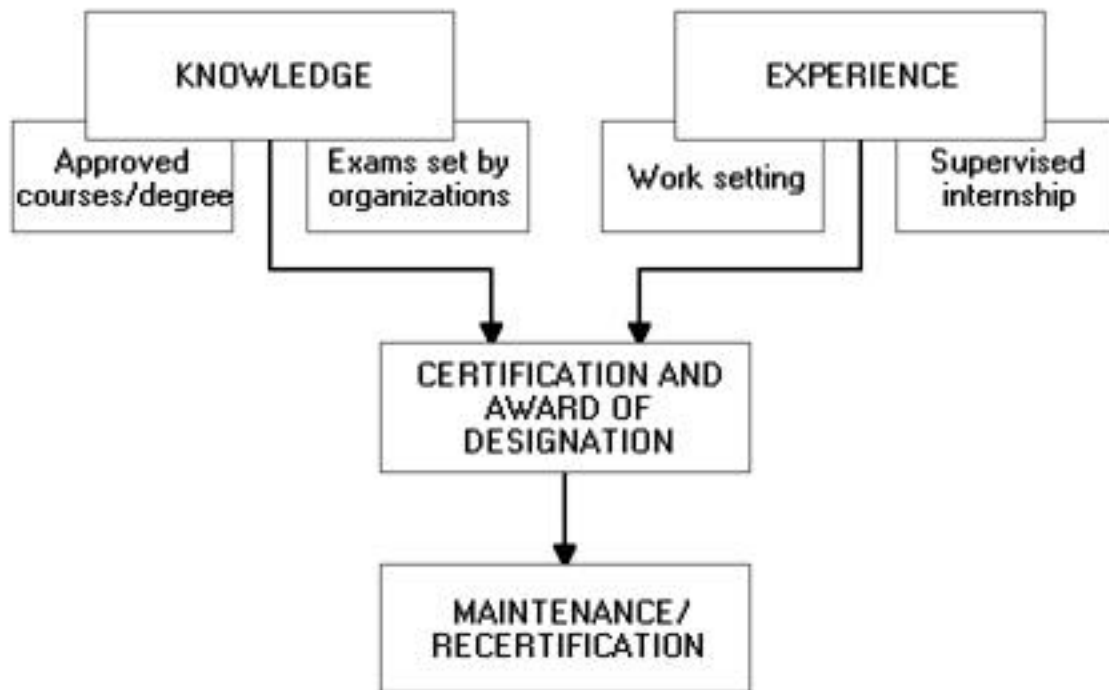 KNOWLEDGE
EXPERIENCE
Approved
courses/degree
Exams set by
organizations
Work setting
Supervised
internship
CERTIFICATION AND
AWARD OF
DESIGNATION
MAINTENANCE/
RECERTIFICATION